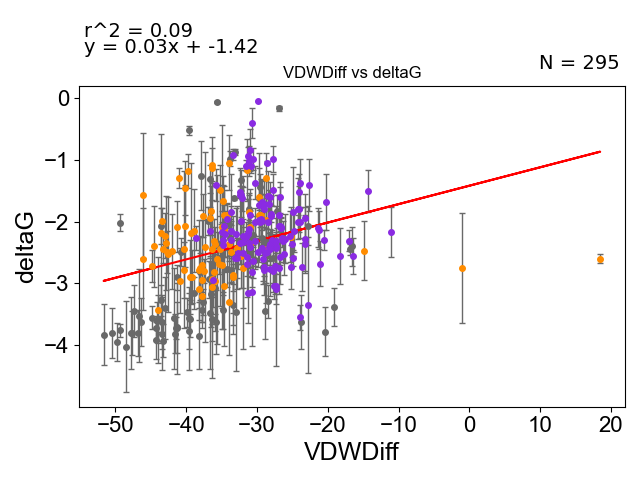 r^2 = 0.09
y = 0.03x + -1.42
N = 295
VDWDiff vs deltaG
0
−1
−2
−3
−4
deltaG
−50 −40 −30 −20 −10 0 10 20
VDWDiff